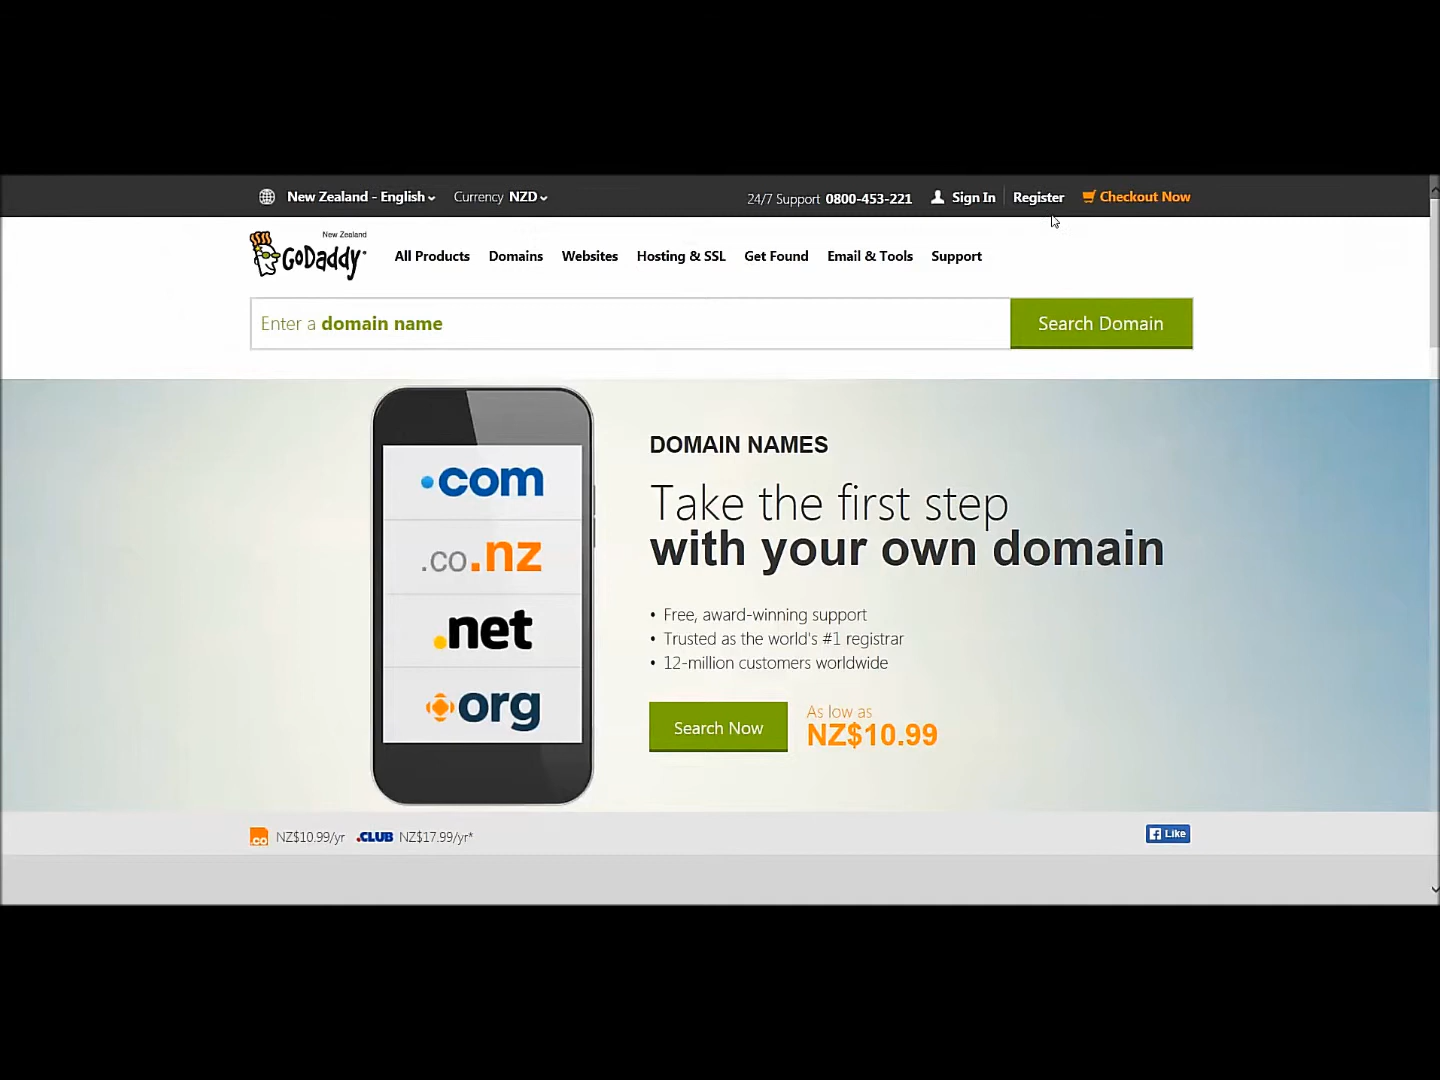 New Zealand - English Currency NZD 24/7 Support 0800-453-221 Sign In Register Checkout Now
New Zealand
GoDaddy All Products Domains Websites Hosting & SSL Get Found Email & Tools Support
Enter a domain name Search Domain
.com
.co.nz
.net
org
DOMAIN NAMES
Take the first step
with your own domain
• Free, award-winning support
• Trusted as the world's #1 registrar
• 12-million customers worldwide
Search Now
As low as
NZ$10.99
.co NZ$10.99/yr .CLUB NZ$17.99/yr* Like